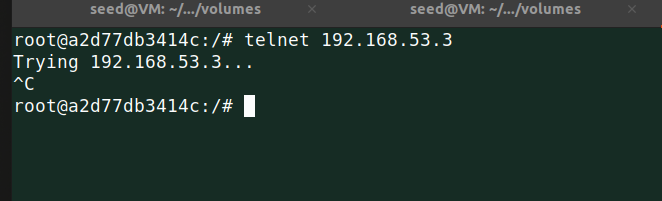 seed@VM: ~/.../volumes × seed@VM: ~/.../volumes ×
root@a2d77db3414c:/# telnet 192.168.53.3
Trying 192.168.53.3...
^C
root@a2d77db3414c:/#